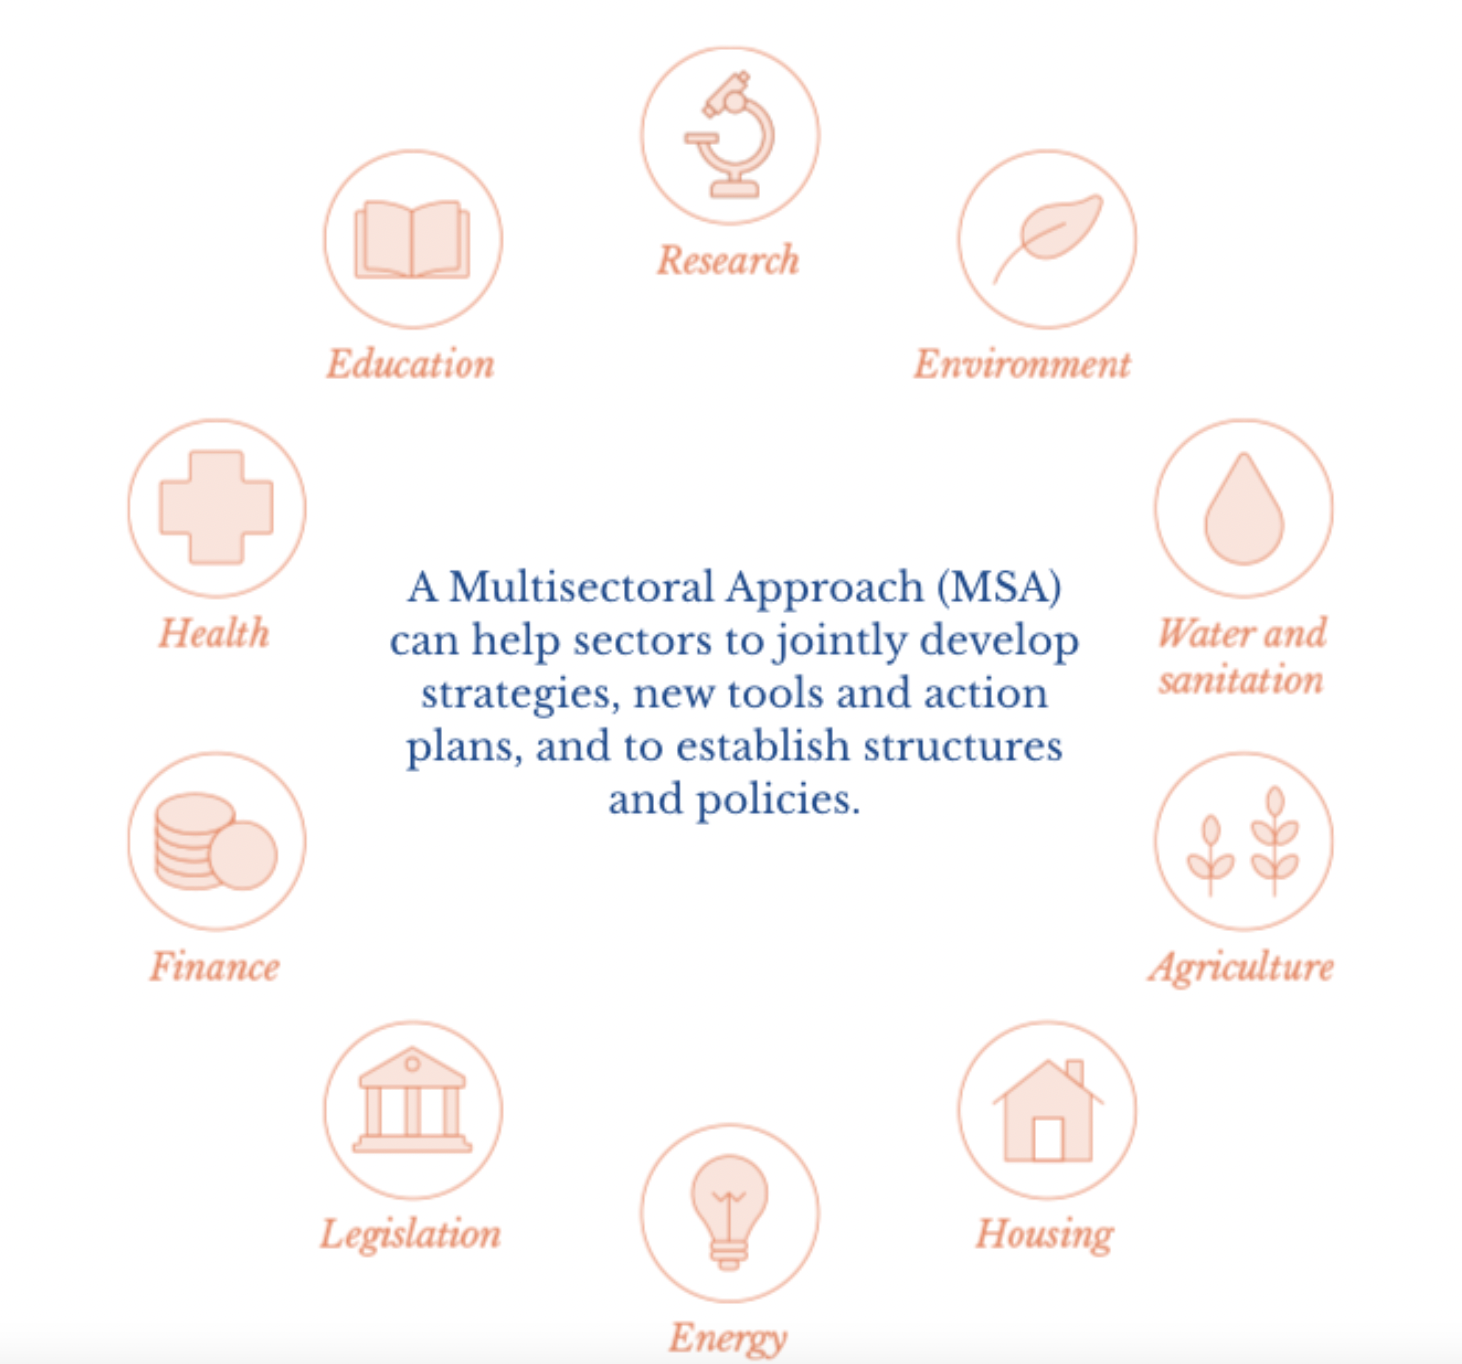 Research
Education
Environment
Health
Water and
sanitation
A Multisectoral Approach (MSA)
can help sectors to jointly develop
strategies, new tools and action
plans, and to establish structures
and policies.
Finance
Agriculture
Legislation
Housing
Energy